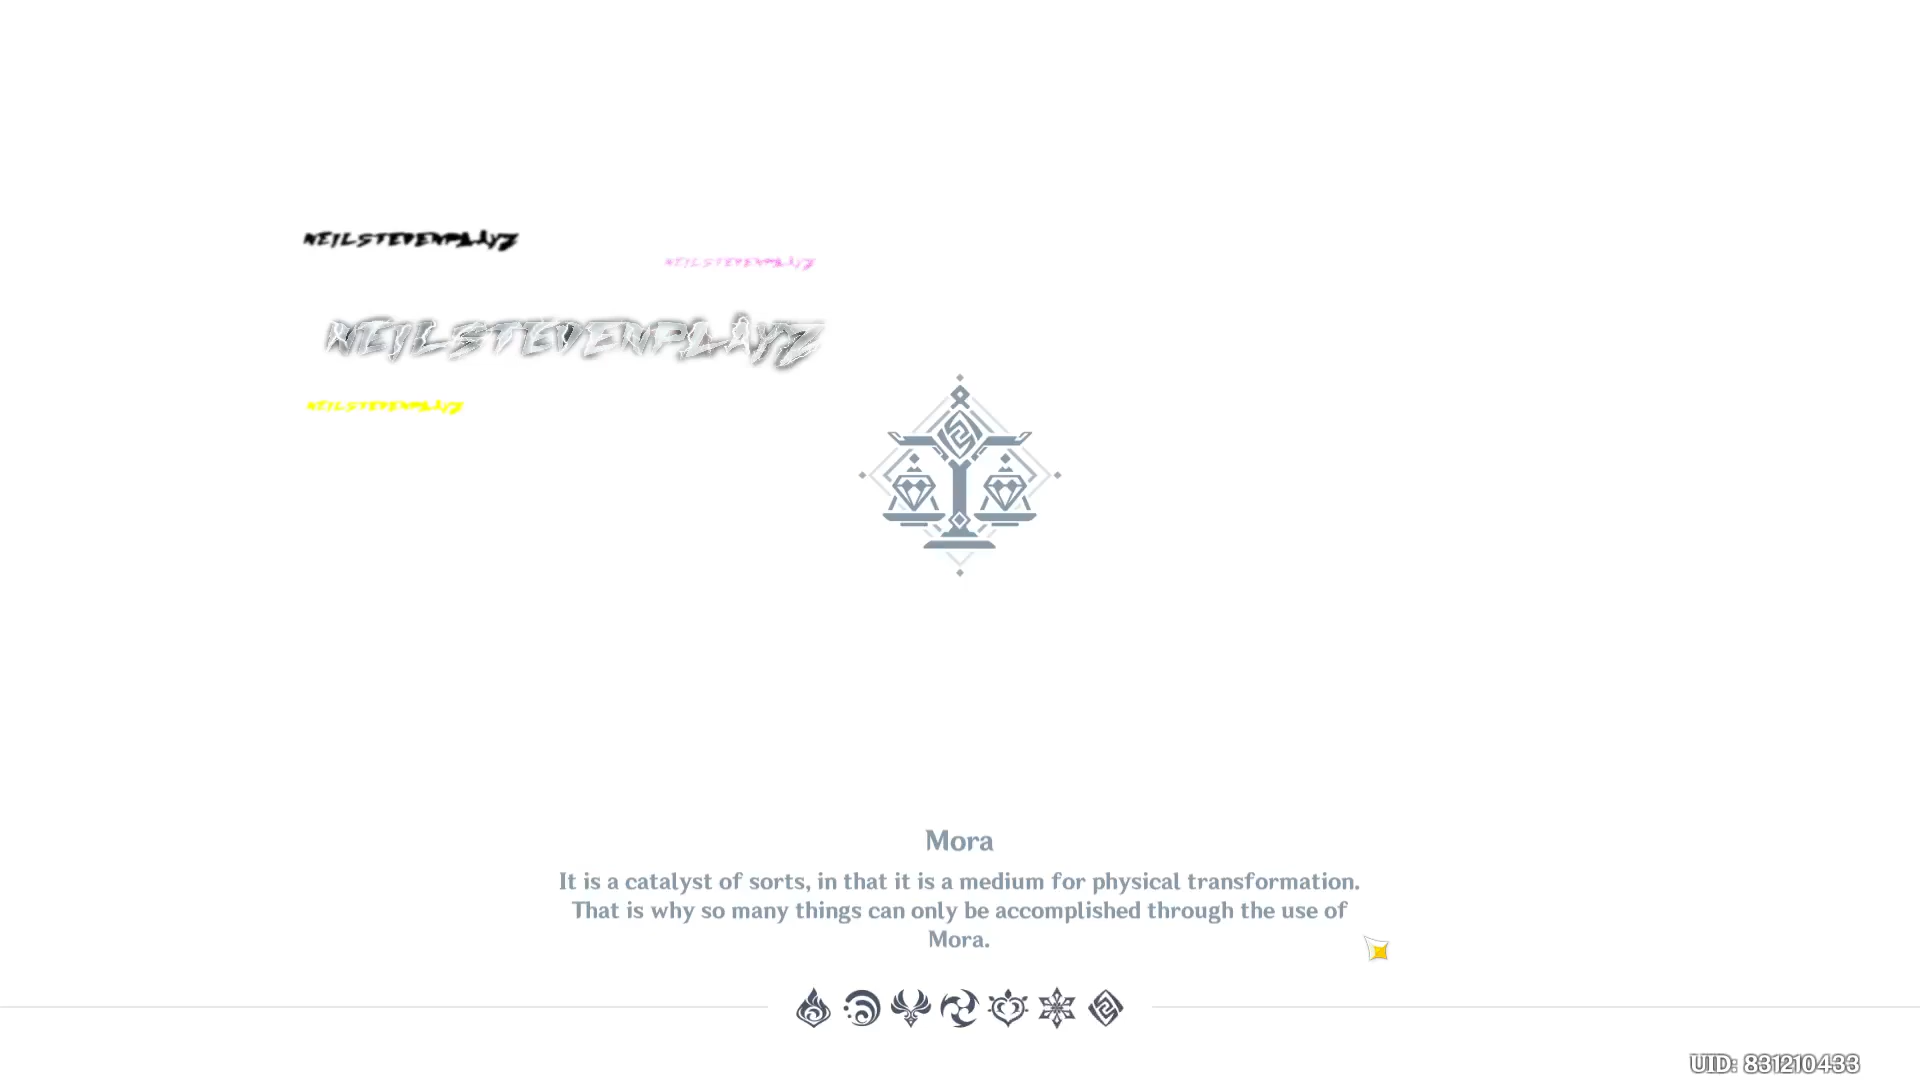 NEILSTEVENPLAYZ
NEILSTEVENPLAYZ
NEILSTEVENPLAYZ
NEILSTEVENPLAYZ
Mora
It is a catalyst of sorts, in that it is a medium for physical transformation.
That is why so many things can only be accomplished through the use of
Mora.
UID: 831210433